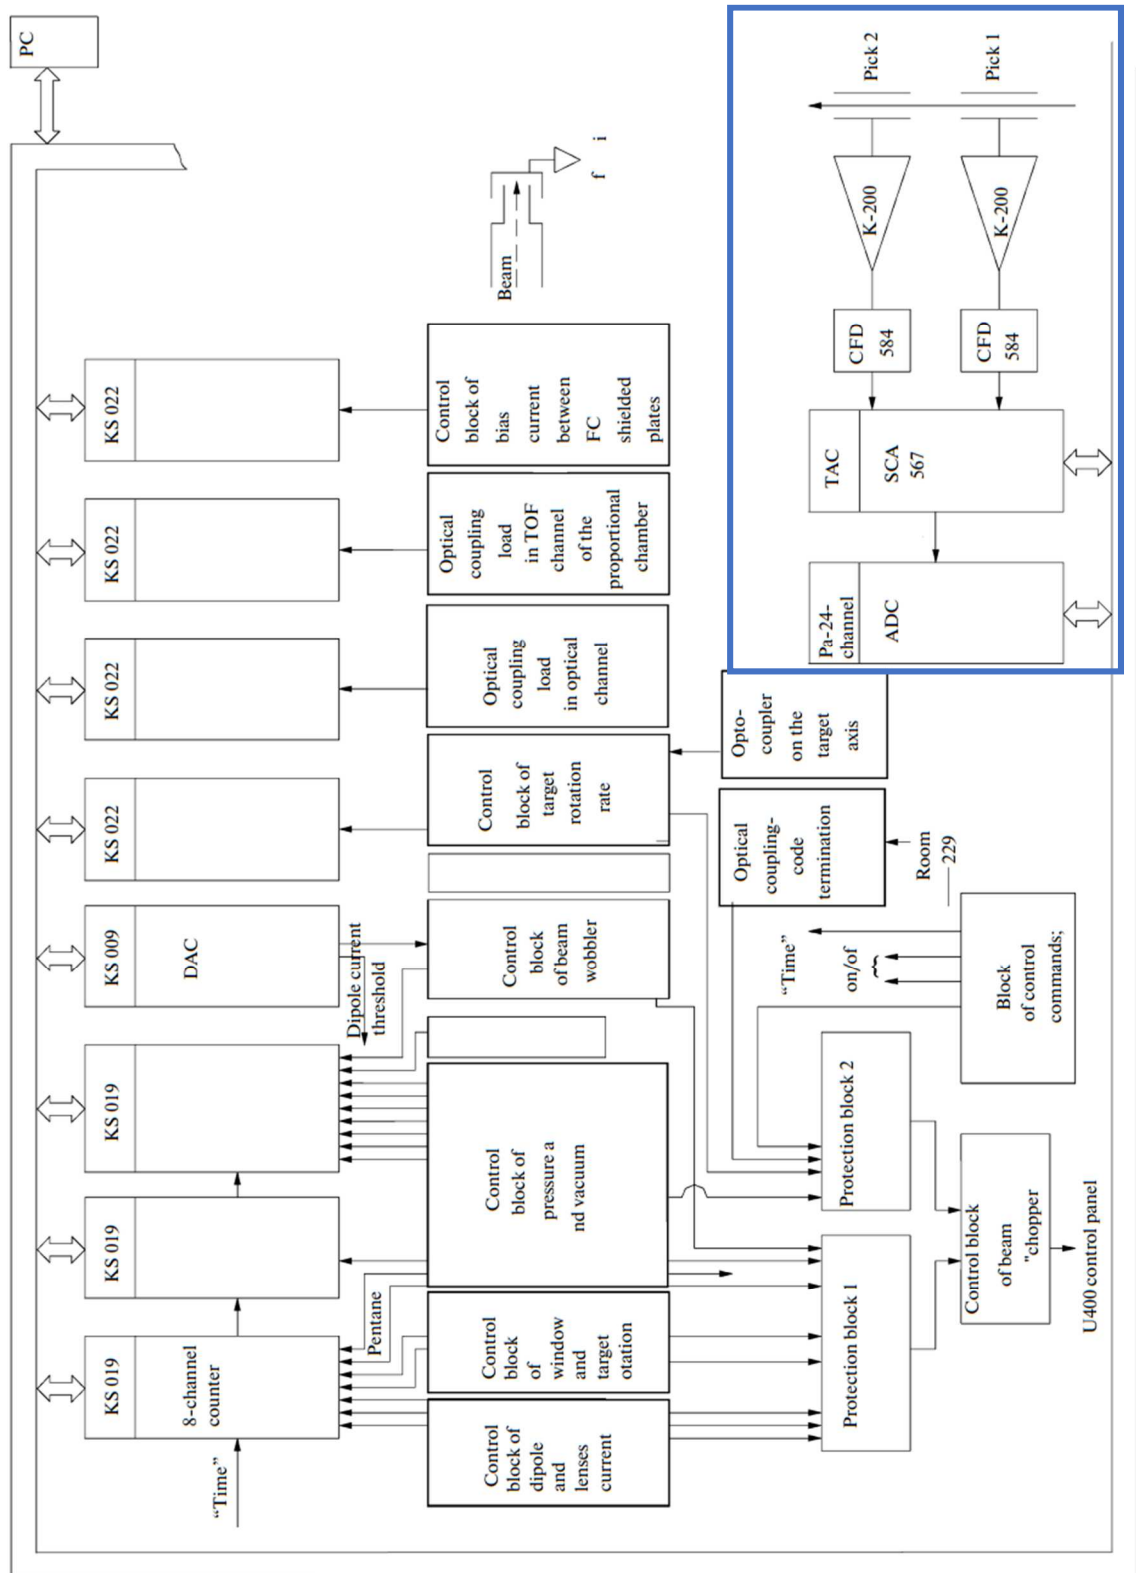 PC
KS 022
KS 022
KS 022
KS 022
KS 009
DAC
KS 019
KS 019
KS 019
8-channel
counter
“Time”
Dipole current
threshold
Pentane
Beam
f i
Control
block of
bias
current
between
FC
shielded
plates
Optical
coupling
load
in TOF
channel
of the
proportional
chamber
Optical
coupling
load
in optical
channel
Control
block of
target
rotation
rate
Control
block
of beam
wobbler
Control
block of
pressure a
nd vacuum
Control
block
of
window
and
target
otation
Control
block of
dipole
and
lenses
current
Pick 2
Pick 1
K-200
K-200
CFD
584
CFD
584
TAC
SCA
567
Pa-24-
channel
ADC
Opto-
coupler
on the
target
axis
Optical
coupling-
code
termination
Room
229
“Time”
on/of
{
Block
of control
commands;
Protection block 2
Protection block 1
Control block
of beam
"chopper
U400 control panel